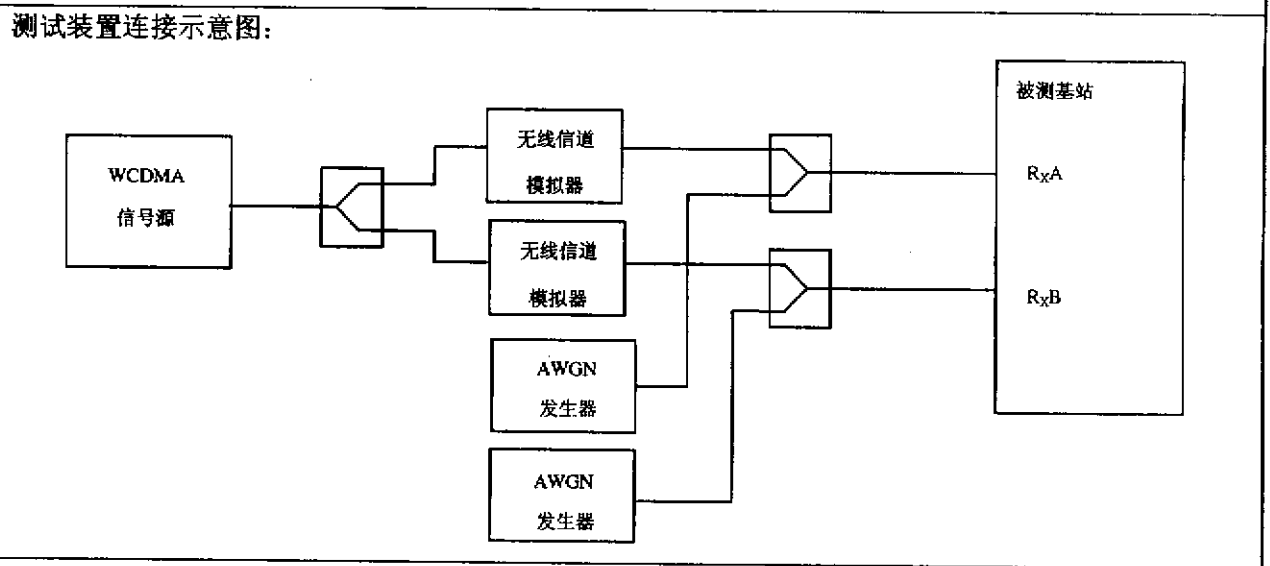 测试装置连接示意图：
WCDMA
信号源
无线信道
模拟器
无线信道
模拟器
AWGN
发生器
AWGN
发生器
被测基站
RXA
RXB